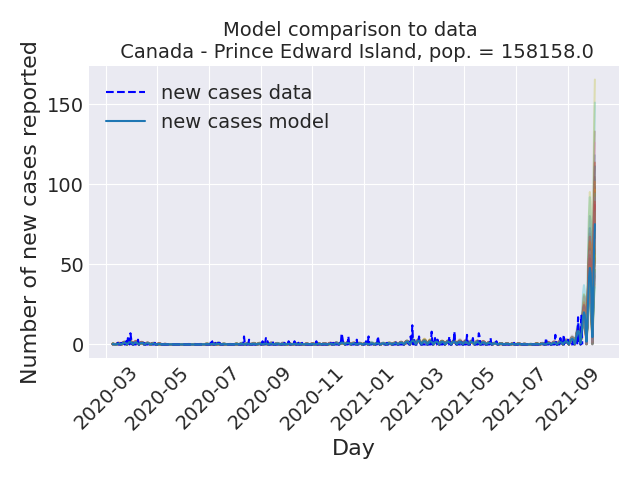 Model comparison to data
Canada - Prince Edward Island, pop. = 158158.0
Number of new cases reported
150
100
50
0
new cases data
new cases model
2020-03
2020-05
2020-07
2020-09
2020-11
2021-01
2021-03
2021-05
2021-07
2021-09
Day